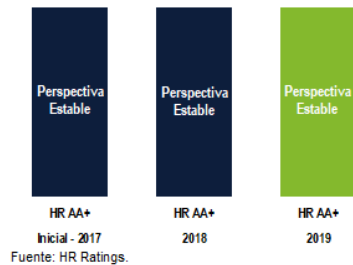 Perspectiva Perspectiva Perspectiva
Estable Estable Estable
HR AA+ HR AA+ HR AA+
Inicial - 2017 2018 2019
Fuente: HR Ratings.